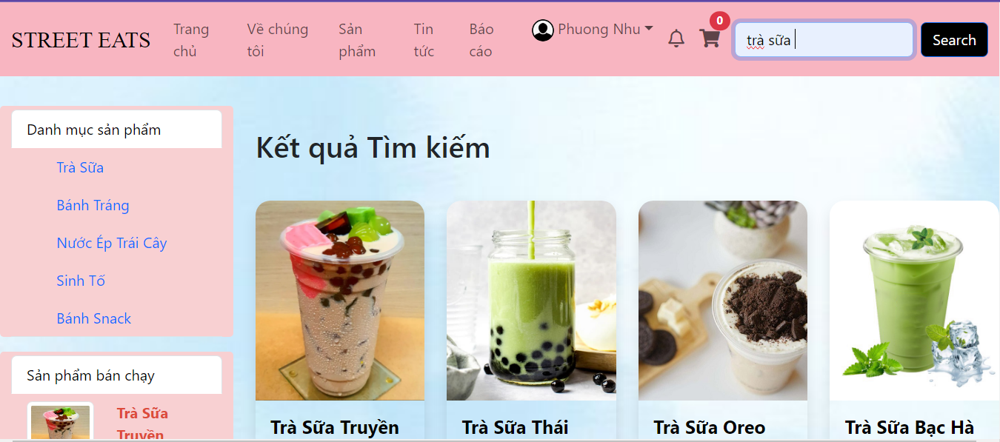 STREET EATS
Trang
chủ
Về chúng
tôi
Sản
phẩm
Tin
tức
Báo
cáo
Phuong Nhu
0
trà sữa
Search
Danh mục sản phẩm
Trà Sữa
Bánh Tráng
Nước Ép Trái Cây
Sinh Tố
Bánh Snack
Sản phẩm bán chạy
Trà Sữa
Truyền
Kết quả Tìm kiếm
Trà Sữa Truyền
Trà Sữa Thái
Trà Sữa Oreo
Trà Sữa Bạc Hà